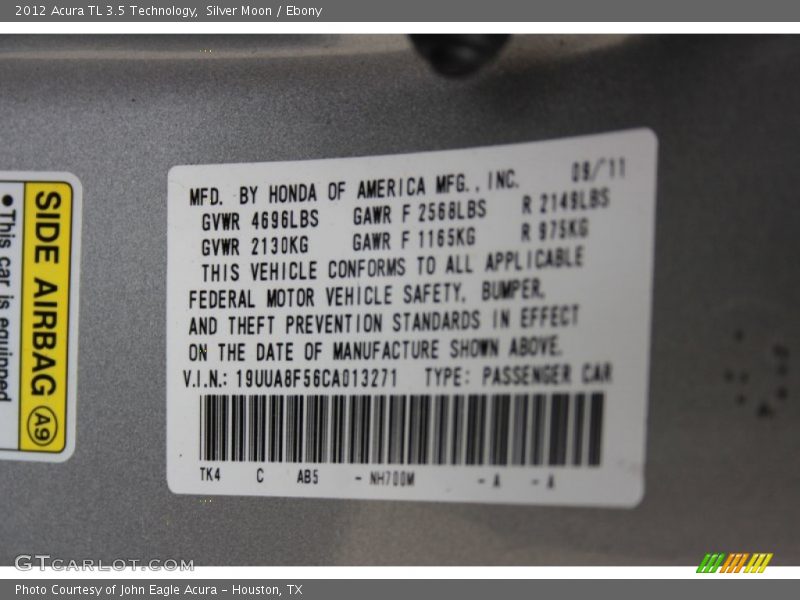 2012 Acura TL 3.5 Technology, Silver Moon / Ebony
SIDE AIRBAG A9
•This car is equipped
MFD. BY HONDA OF AMERICA MFG., INC. 09/11
GVWR 4696LBS GAWR F 2568LBS R 2149LBS
GVWR 2130KG GAWR F 1165KG R 975KG
THIS VEHICLE CONFORMS TO ALL APPLICABLE
FEDERAL MOTOR VEHICLE SAFETY, BUMPER,
AND THEFT PREVENTION STANDARDS IN EFFECT
ON THE DATE OF MANUFACTURE SHOWN ABOVE.
V.I.N.: 19UUA8F56CA013271 TYPE: PASSENGER CAR
TK4 C AB5 - NH700M - A - A
GTCARLOT.COM
Photo Courtesy of John Eagle Acura - Houston, TX